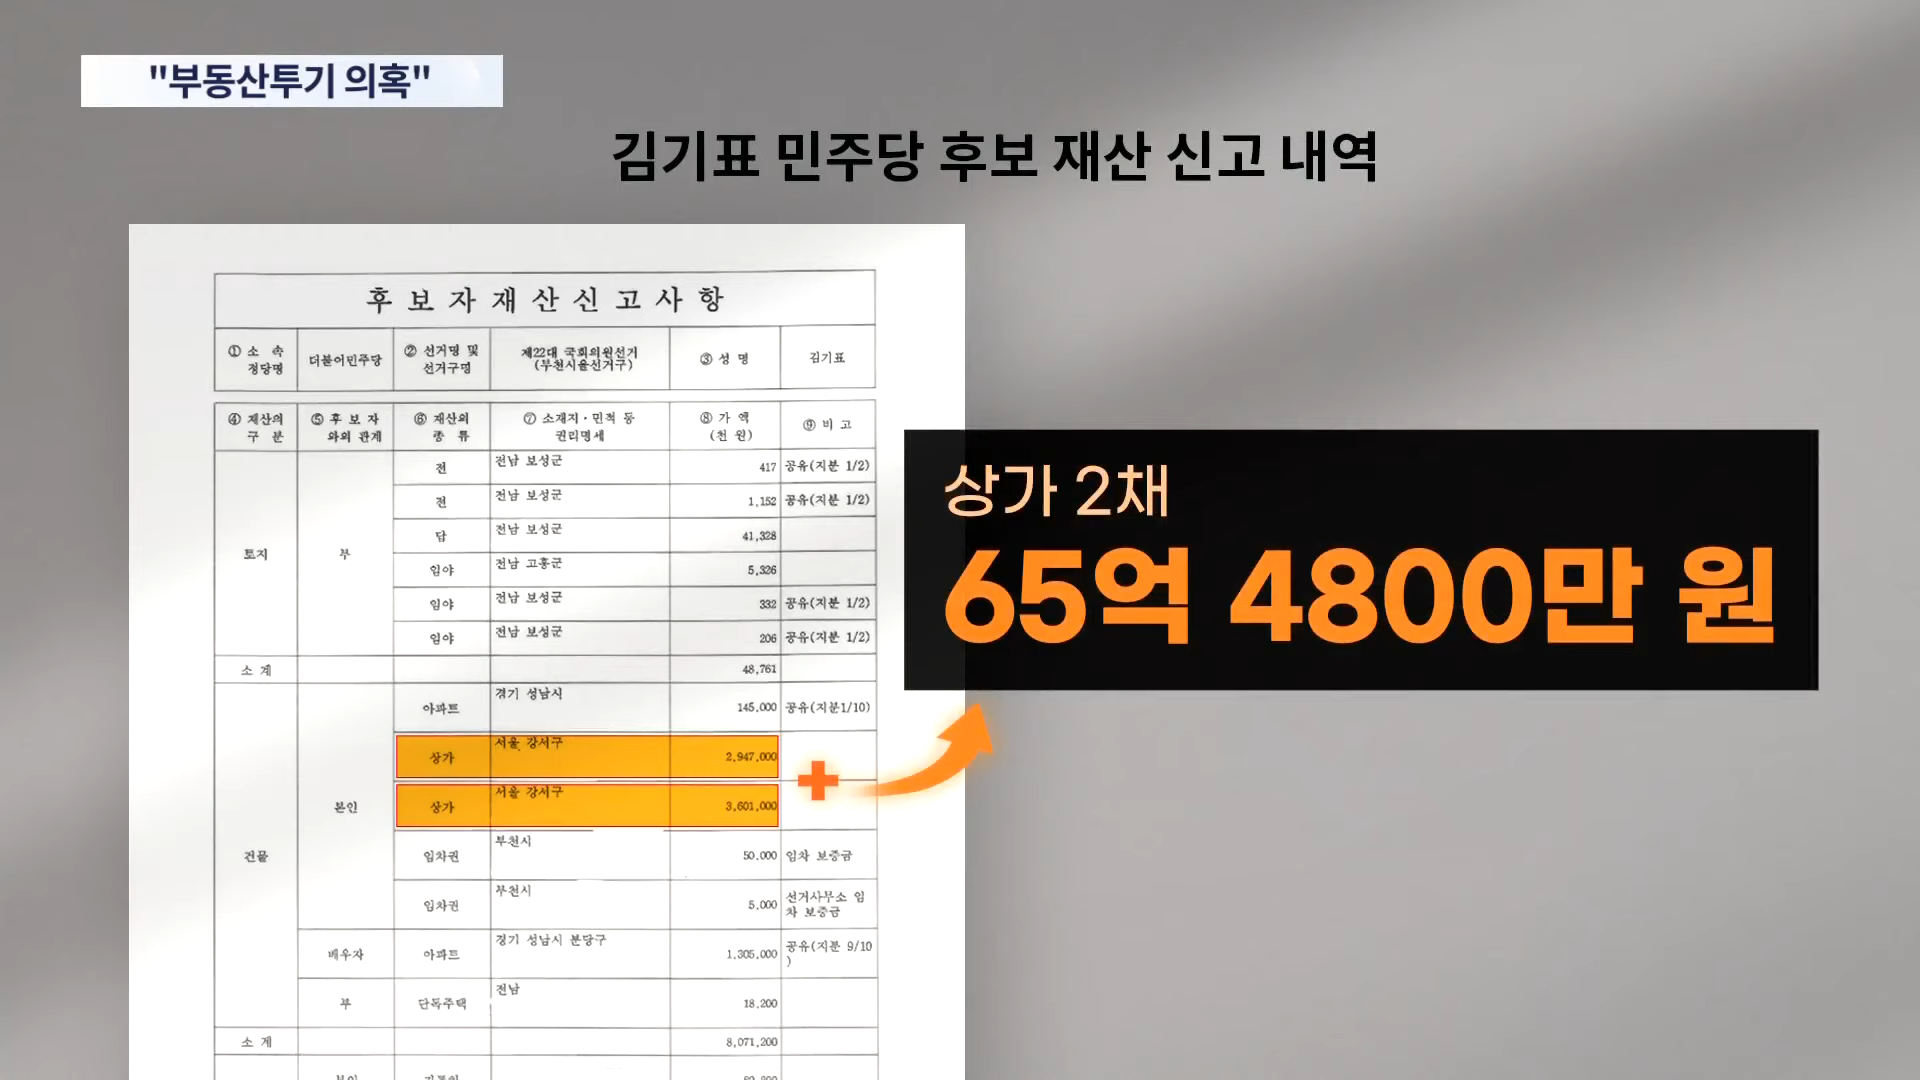 "부동산투기 의혹"
김기표 민주당 후보 재산 신고 내역
후보자재산신고사항
① 소 속 정당명 더불어민주당 ② 선거명 및 선거구명 제22대 국회의원선거 (부천시을선거구) ③ 성 명 김기표
④ 재산의 구 분 ⑤ 후 보 자 와의 관계 ⑥ 재산의 종 류 ⑦ 소재지·면적 등 권리명세 ⑧ 가 액 (천 원) ⑨ 비 고
토지 부 전 전남 보성군 417 공유(지분 1/2)
전 전남 보성군 1,152 공유(지분 1/2)
답 전남 보성군 41,328
임야 전남 고흥군 5,326
임야 전남 보성군 332 공유(지분 1/2)
임야 전남 보성군 206 공유(지분 1/2)
소 계 48,761
건물 본인 아파트 경기 성남시 145,000 공유(지분1/10)
상가 서울 강서구 2,947,000
상가 서울 강서구 3,601,000
임차권 부천시 50,000 임차 보증금
임차권 부천시 5,000 선거사무소 임차 보증금
배우자 아파트 경기 성남시 분당구 1,305,000 공유(지분 9/10)
부 단독주택 전남 18,200
소 계 8,071,200
상가 2채
65억 4800만 원